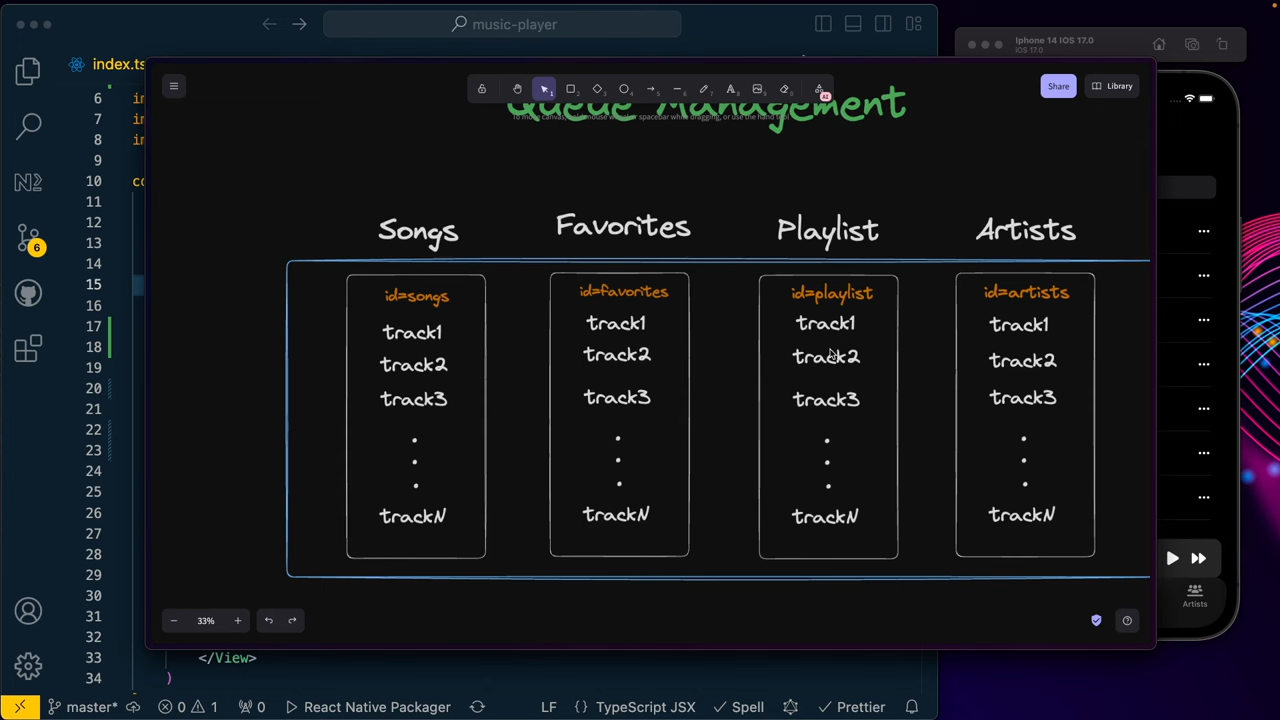 music-player
Iphone 14 IOS 17.0
iOS 17.0
index.ts
Share
Library
Queue Management
6
7
8
9
10
11
12
13
14
15
16
17
18
19
20
21
22
23
24
25
26
27
28
29
30
31
32
33
34
Songs
Favorites
Playlist
Artists
id=songs
track1
track2
track3
trackN
id=favorites
track1
track2
track3
trackN
id=playlist
track1
track2
track3
trackN
id=artists
track1
track2
track3
trackN
33%
Artists
</View>
)
master*
0
1
0
React Native Packager
LF
{} TypeScript JSX
Spell
Prettier